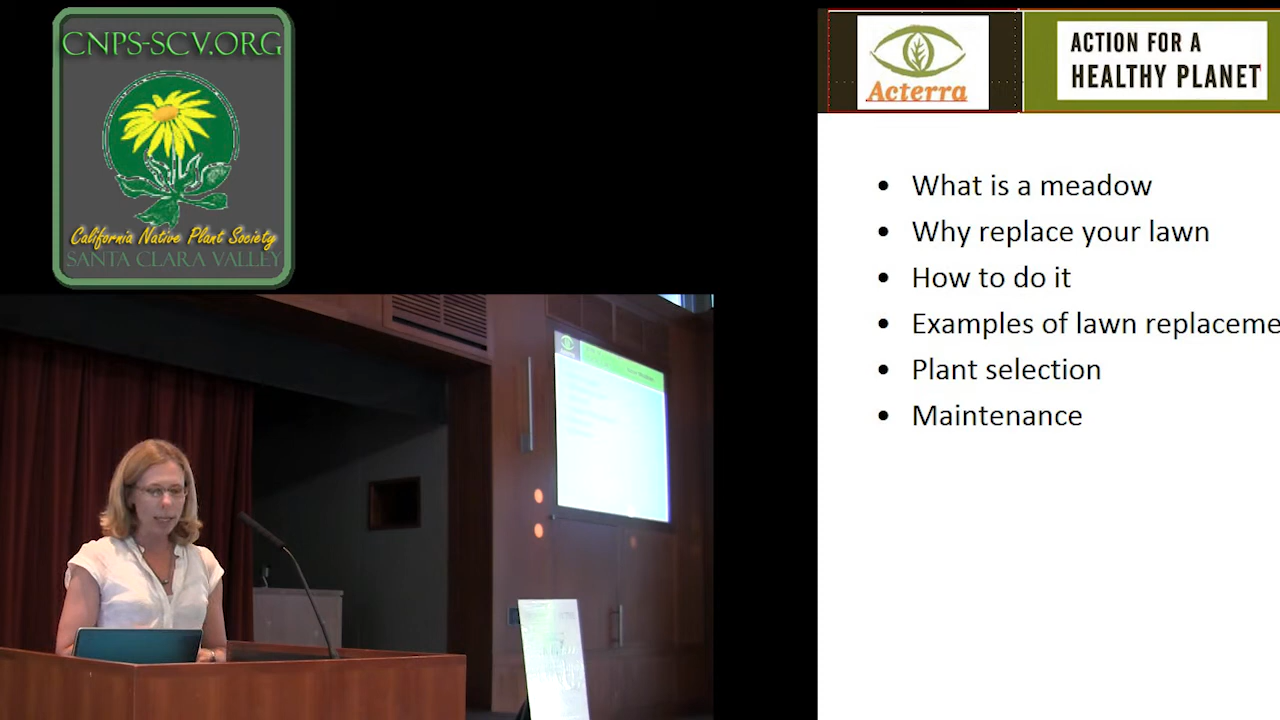 CNPS-SCV.ORG
California Native Plant Society
SANTA CLARA VALLEY
Acterra
ACTION FOR A
HEALTHY PLANET
• What is a meadow
• Why replace your lawn
• How to do it
• Examples of lawn replaceme
• Plant selection
• Maintenance